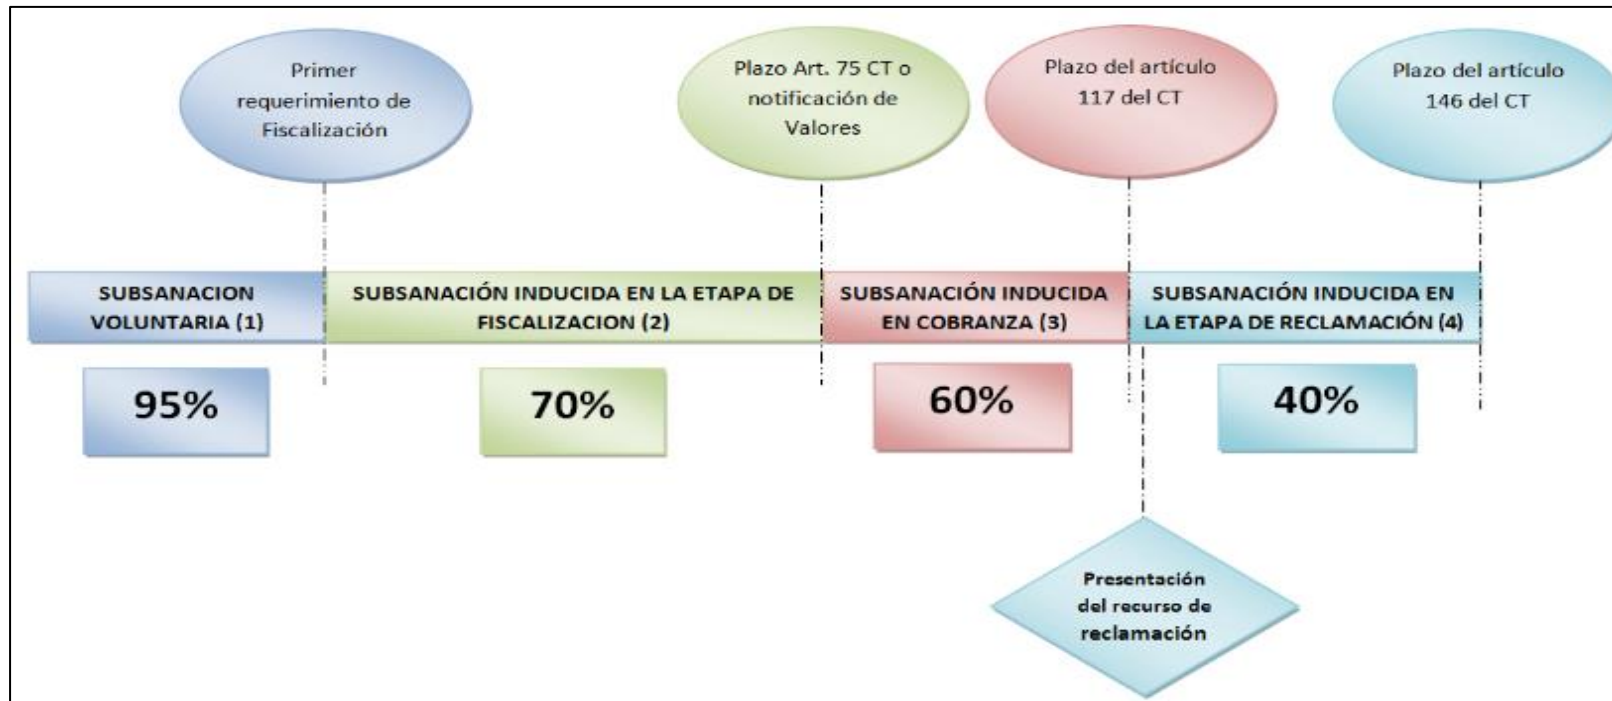 Primer
requerimiento de
Fiscalización
Plazo Art. 75 CT o
notificación de
Valores
Plazo del artículo
117 del CT
Plazo del artículo
146 del CT
SUBSANACION
VOLUNTARIA (1)
SUBSANACIÓN INDUCIDA EN LA ETAPA DE
FISCALIZACION (2)
SUBSANACIÓN INDUCIDA
EN COBRANZA (3)
SUBSANACIÓN INDUCIDA EN
LA ETAPA DE RECLAMACIÓN (4)
95%
70%
60%
40%
Presentación
del recurso de
reclamación